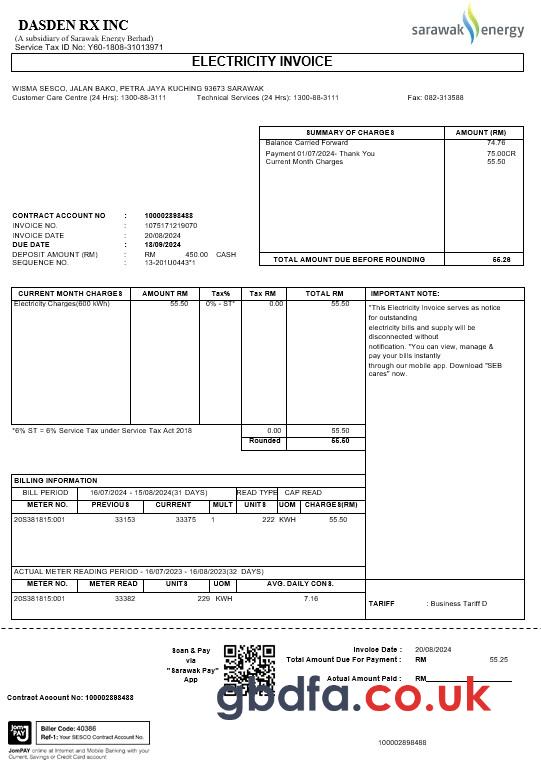 DASDEN RX INC
(A subsidiary of Sarawak Energy Berhad)
Service Tax ID No: Y60-1808-31013971
sarawak energy
ELECTRICITY INVOICE
WISMA SESCO, JALAN BAKO, PETRA JAYA KUCHING 93673 SARAWAK
Customer Care Centre (24 Hrs): 1300-88-3111 Technical Services (24 Hrs): 1300-88-3111 Fax: 082-313588
SUMMARY OF CHARGES AMOUNT (RM)
Balance Carried Forward 74.76
Payment 01/07/2024- Thank You 75.00CR
Current Month Charges 55.50
CONTRACT ACCOUNT NO : 100002898488
INVOICE NO. : 1075171219070
INVOICE DATE : 20/08/2024
DUE DATE : 18/09/2024
DEPOSIT AMOUNT (RM) : RM 450.00 CASH
SEQUENCE NO. : 13-201U0443*1
TOTAL AMOUNT DUE BEFORE ROUNDING 55.26
CURRENT MONTH CHARGES AMOUNT RM Tax% Tax RM TOTAL RM IMPORTANT NOTE:
Electricity Charges(600 kWh) 55.50 0% - ST* 0.00 55.50
"This Electricity Invoice serves as notice
for outstanding
electricity bills and supply will be
disconnected without
notification. "You can view, manage &
pay your bills instantly
through our mobile app. Download "SEB
cares" now.
*6% ST = 6% Service Tax under Service Tax Act 2018 0.00 55.50
Rounded 55.50
BILLING INFORMATION
BILL PERIOD 16/07/2024 - 15/08/2024(31 DAYS) READ TYPE CAP READ
METER NO. PREVIOUS CURRENT MULT UNITS UOM CHARGES(RM)
20S381815:001 33153 33375 1 222 KWH 55.50
ACTUAL METER READING PERIOD - 16/07/2023 - 16/08/2023(32 DAYS)
METER NO. METER READ UNITS UOM AVG. DAILY CONS.
20S381815:001 33382 229 KWH 7.16
TARIFF : Business Tariff D
Scan & Pay
via
"Sarawak Pay"
App
Invoice Date : 20/08/2024
Total Amount Due For Payment : RM 55.25
Actual Amount Paid : RM
gbdfa.co.uk
Contract Account No: 100002898488
JomPAY
Biller Code: 40386
Ref-1: Your SESCO Contract Account No.
JomPAY online at Internet and Mobile Banking with your
Current, Savings or Credit Card account
100002898488